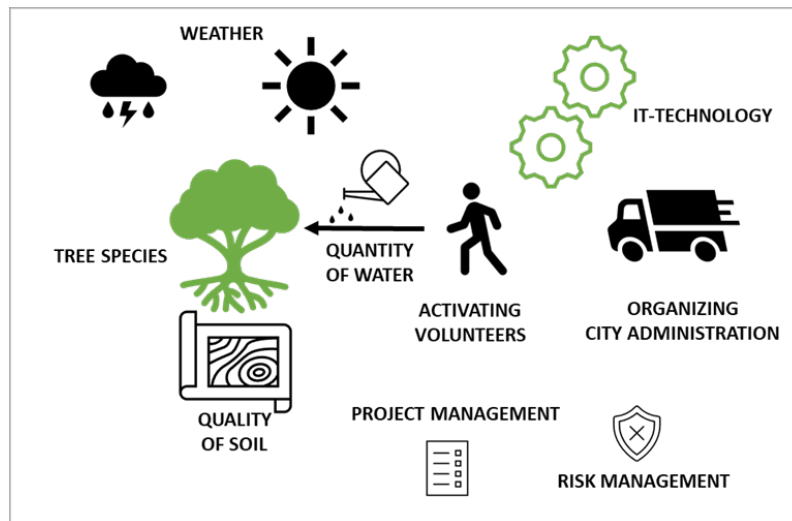 WEATHER
IT-TECHNOLOGY
TREE SPECIES
QUANTITY
OF WATER
ACTIVATING
VOLUNTEERS
ORGANIZING
CITY ADMINISTRATION
QUALITY
OF SOIL
PROJECT MANAGEMENT
RISK MANAGEMENT